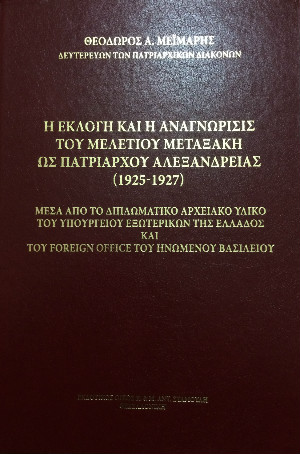 ΘΕΟΔΩΡΟΣ Α. ΜΕΪΜΑΡΗΣ
ΔΕΥΤΕΡΕΥΩΝ ΤΩΝ ΠΑΤΡΙΑΡΧΙΚΩΝ ΔΙΑΚΟΝΩΝ
Η ΕΚΛΟΓΗ ΚΑΙ Η ΑΝΑΓΝΩΡΙΣΙΣ
ΤΟΥ ΜΕΛΕΤΙΟΥ ΜΕΤΑΞΑΚΗ
ΩΣ ΠΑΤΡΙΑΡΧΟΥ ΑΛΕΞΑΝΔΡΕΙΑΣ
(1925-1927)
ΜΕΣΑ ΑΠΟ ΤΟ ΔΙΠΛΩΜΑΤΙΚΟ ΑΡΧΕΙΑΚΟ ΥΛΙΚΟ
ΤΟΥ ΥΠΟΥΡΓΕΙΟΥ ΕΞΩΤΕΡΙΚΩΝ ΤΗΣ ΕΛΛΑΔΟΣ
ΚΑΙ
ΤΟΥ FOREIGN OFFICE ΤΟΥ ΗΝΩΜΕΝΟΥ ΒΑΣΙΛΕΙΟΥ